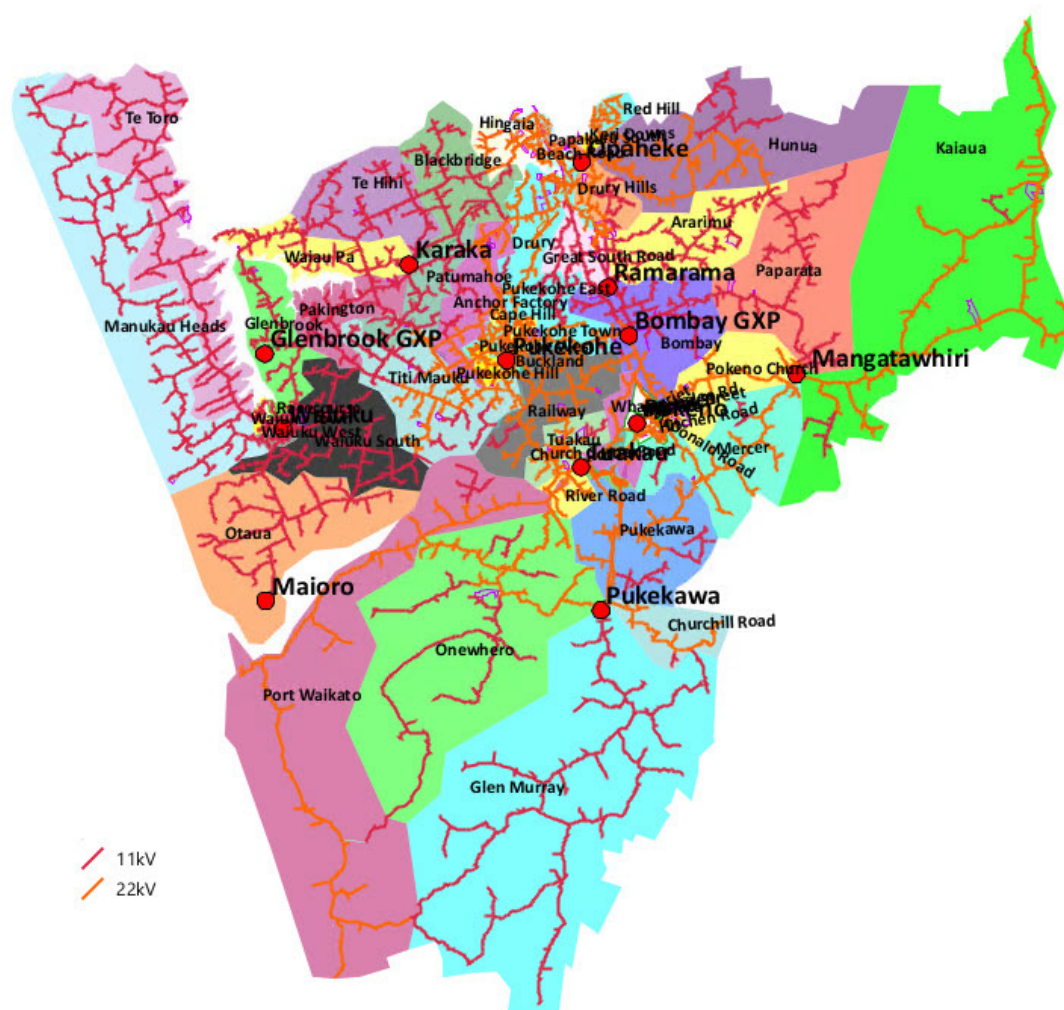 Te Toro
Hingaia
Red Hill
Hunua
Blackbridge
Beach
Kaiaua
Te Hihi
Drury Hills
Ararimu
Waiau Pa
Karaka
Drury
Great South Road
Patumahoe
Ramarama
Paparata
Pukekohe East
Pakington
Anchor Factory
Cape Hill
Manukau Heads
Glenbrook
Pukekohe Town
Bombay GXP
Glenbrook GXP
Pukekohe
Bombay
Buckland
Mangatawhiri
Pokeno Church
Titi Mauku
Pukekohe Hill
Railway
Waiuku West
Waiuku South
Tuakau
Mercer
Church
Tuakau
River Road
Otaua
Pukekawa
Maioro
Pukekawa
Churchill Road
Onewhero
Port Waikato
Glen Murray
11kV
22kV